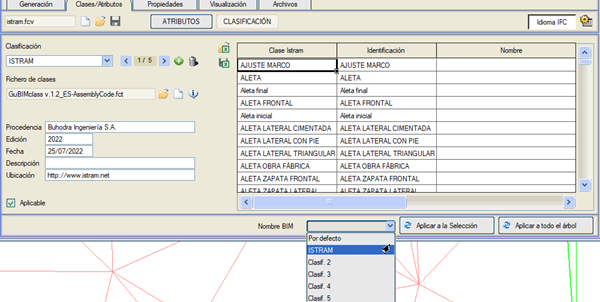 Generación Clases/Atributos Propiedades Visualización Archivos
istram.fcv ATRIBUTOS CLASIFICACIÓN Idioma IFC
Clasificación
ISTRAM 1 / 5
Fichero de clases
GuBIMclass v.1.2_ES-AssemblyCode.fct
Procedencia Buhodra Ingeniería S.A.
Edición 2022
Fecha 25/07/2022
Descripción
Ubicación http://www.istram.net
Aplicable
Clase Istram Identificación Nombre
AJUSTE MARCO AJUSTE MARCO
ALETA ALETA
Aleta final Aleta final
ALETA FRONTAL ALETA FRONTAL
Aleta inicial Aleta inicial
ALETA LATERAL CIMENTADA ALETA LATERAL CIMENTADA
ALETA LATERAL CON PIE ALETA LATERAL CON PIE
ALETA LATERAL TRIANGULAR ALETA LATERAL TRIANGULAR
ALETA OBRA FÁBRICA ALETA OBRA FÁBRICA
ALETA ZAPATA FRONTAL ALETA ZAPATA FRONTAL
ALETA ZAPATA LATERAL ALETA ZAPATA LATERAL
Nombre BIM Aplicar a la Selección Aplicar a todo el árbol
Por defecto
ISTRAM
Clasif. 2
Clasif. 3
Clasif. 4
Clasif. 5